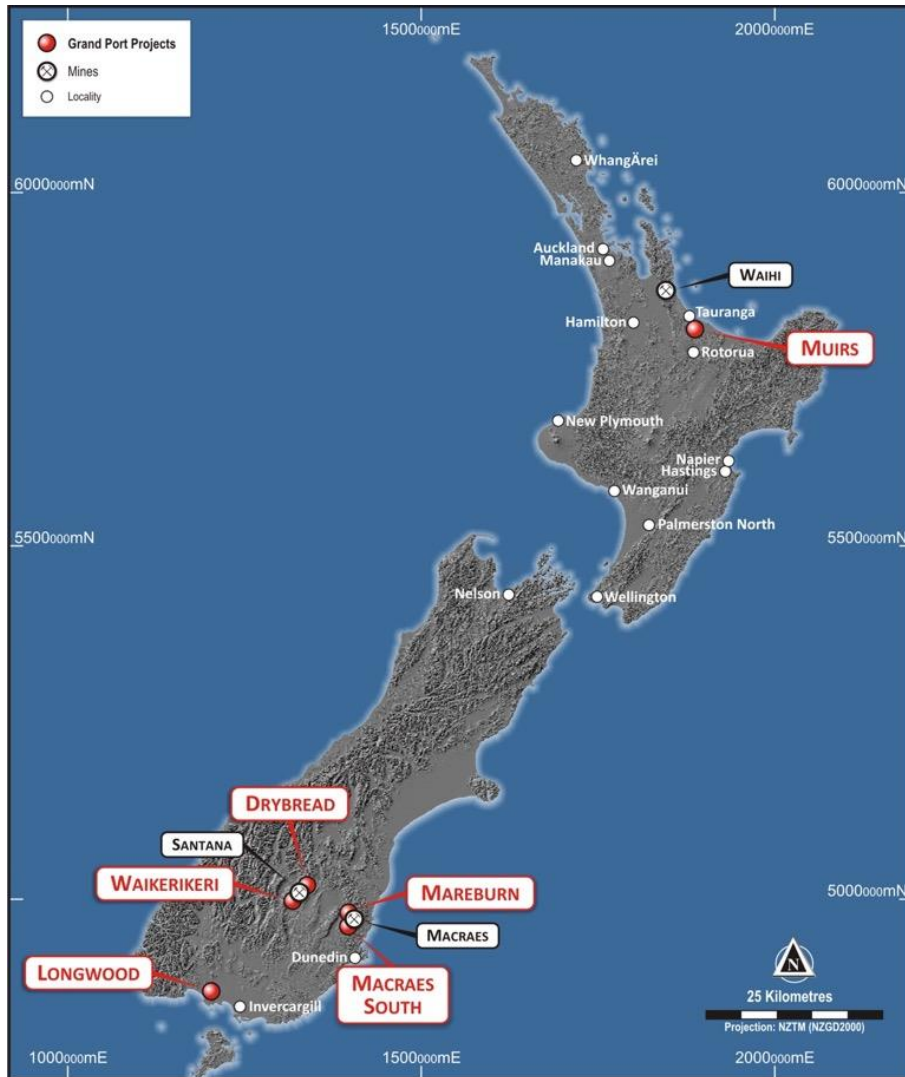 1500000mE 2000000mE
Grand Port Projects
Mines
Locality
WhangÄrei
6000000mN 6000000mN
Auckland
Manakau
WAIHI
Tauranga
Hamilton
MUIRS
Rotorua
New Plymouth
Napier
Hastings
Wanganui
Palmerston North
5500000mN 5500000mN
Nelson
Wellington
DRYBREAD
SANTANA
WAIKERIKERI
MAREBURN
5000000mN
MACRAES
Dunedin
LONGWOOD
MACRAES
SOUTH
N
Invercargill
25 Kilometres
Projection: NZTM (NZGD2000)
1000000mE 1500000mE 2000000mE